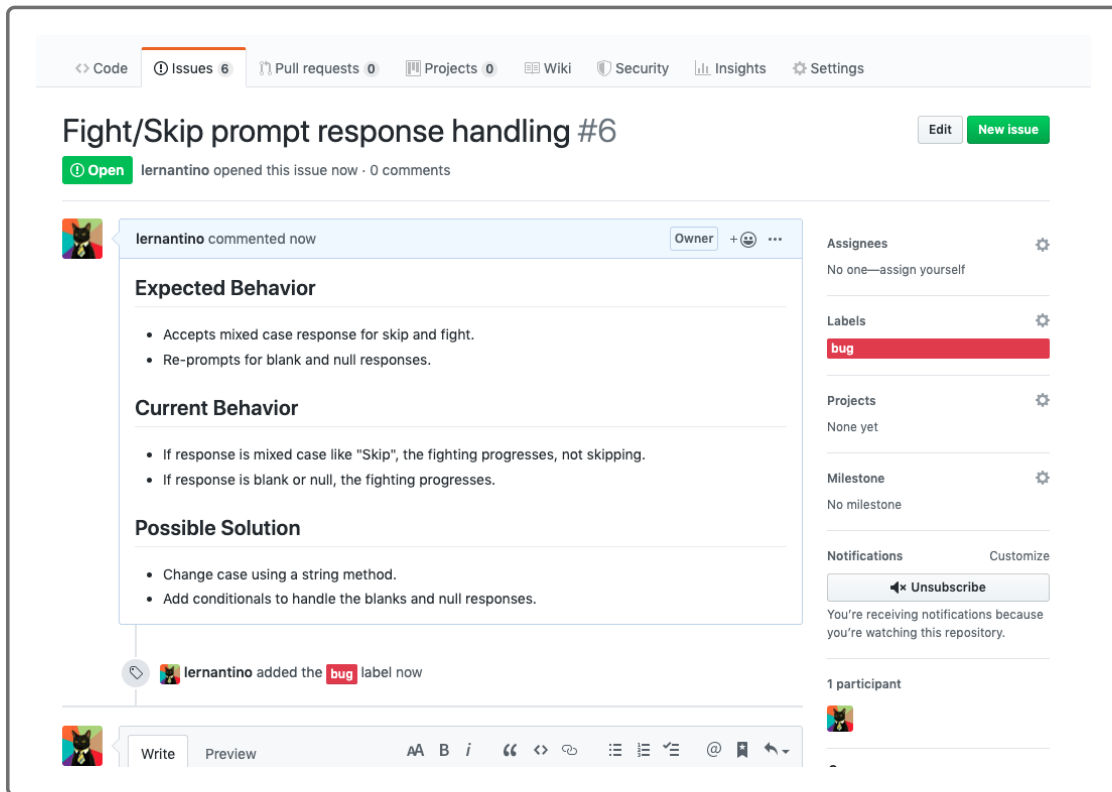 Code Issues 6 Pull requests 0 Projects 0 Wiki Security Insights Settings
Fight/Skip prompt response handling #6
Edit New issue
Open lernantino opened this issue now · 0 comments
lernantino commented now
Owner
Expected Behavior
• Accepts mixed case response for skip and fight.
• Re-prompts for blank and null responses.
Current Behavior
• If response is mixed case like "Skip", the fighting progresses, not skipping.
• If response is blank or null, the fighting progresses.
Possible Solution
• Change case using a string method.
• Add conditionals to handle the blanks and null responses.
lernantino added the bug label now
Write Preview
AA B i
Assignees
No one—assign yourself
Labels
bug
Projects
None yet
Milestone
No milestone
Notifications Customize
Unsubscribe
You're receiving notifications because
you're watching this repository.
1 participant